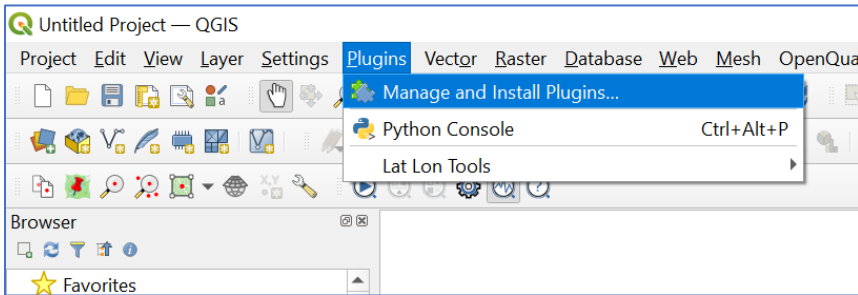 Untitled Project — QGIS
Project Edit View Layer Settings Plugins Vector Raster Database Web Mesh OpenQua
Manage and Install Plugins...
Python Console Ctrl+Alt+P
Lat Lon Tools
Browser
Favorites